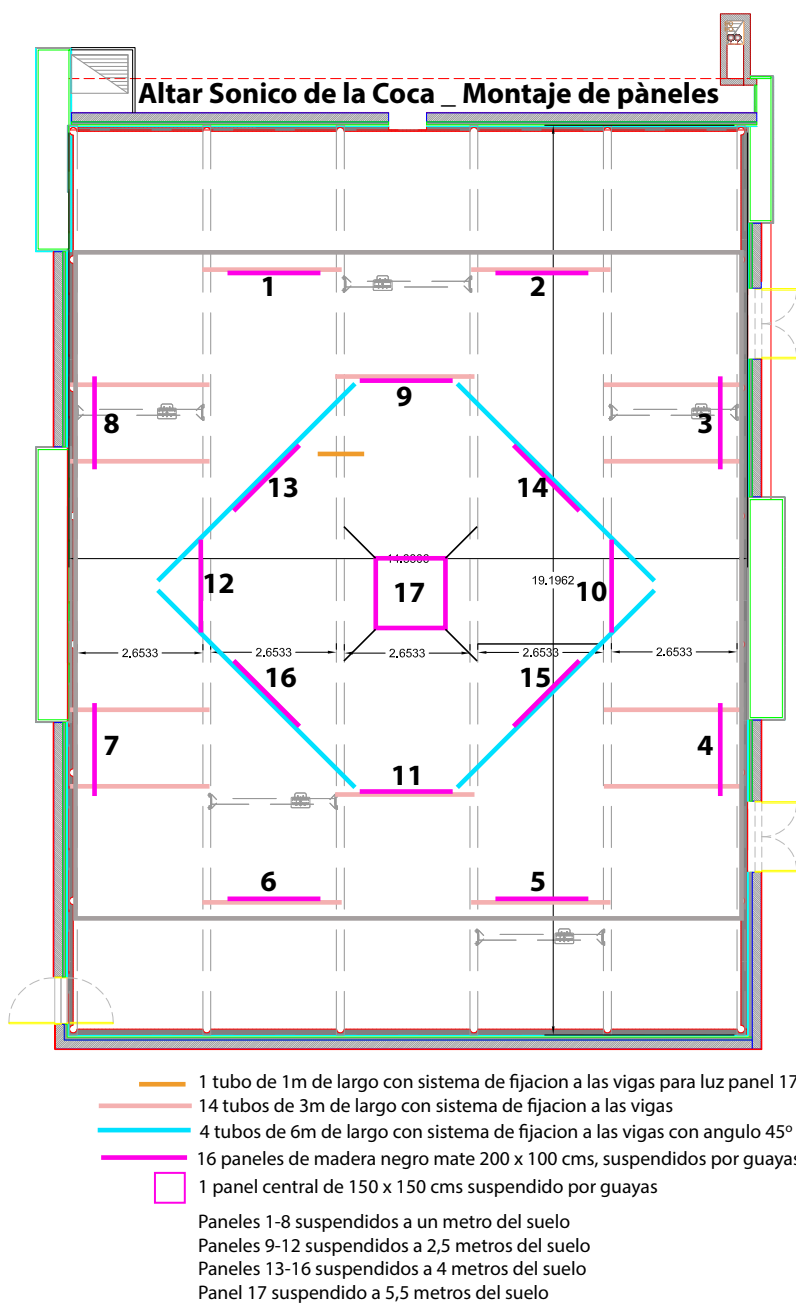 Altar Sonico de la Coca _ Montaje de pàneles
1
2
9
8
3
13
14
14.0000
12
17
19.1962
10
2.6533
2.6533
2.6533
2.6533
2.6533
16
15
7
4
11
6
5
1 tubo de 1m de largo con sistema de fijacion a las vigas para luz panel 17
14 tubos de 3m de largo con sistema de fijacion a las vigas
4 tubos de 6m de largo con sistema de fijacion a las vigas con angulo 45º
16 paneles de madera negro mate 200 x 100 cms, suspendidos por guayas
1 panel central de 150 x 150 cms suspendido por guayas
Paneles 1-8 suspendidos a un metro del suelo
Paneles 9-12 suspendidos a 2,5 metros del suelo
Paneles 13-16 suspendidos a 4 metros del suelo
Panel 17 suspendido a 5,5 metros del suelo